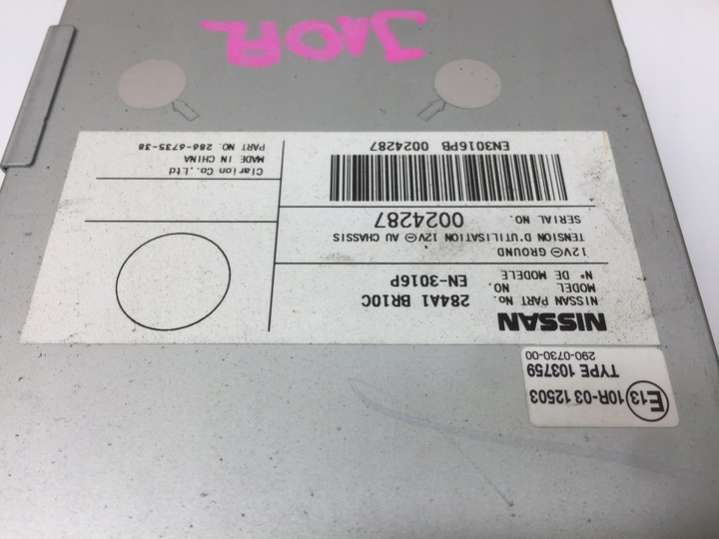 E13
10R-03 12503
TYPE 103759
290-0730-00
NISSAN
NISSAN PART No. 284A1 BR10C
MODEL NO.
N° DE MODELE EN-3016P
12V⊖ GROUND
TENSION D'UTILISATION 12V⊖ AU CHASSIS
SERIAL NO. 0024287
EN3016PB 0024287
Clarion Co.,Ltd
MADE IN CHINA
PART NO. 286-6735-38
J10FL